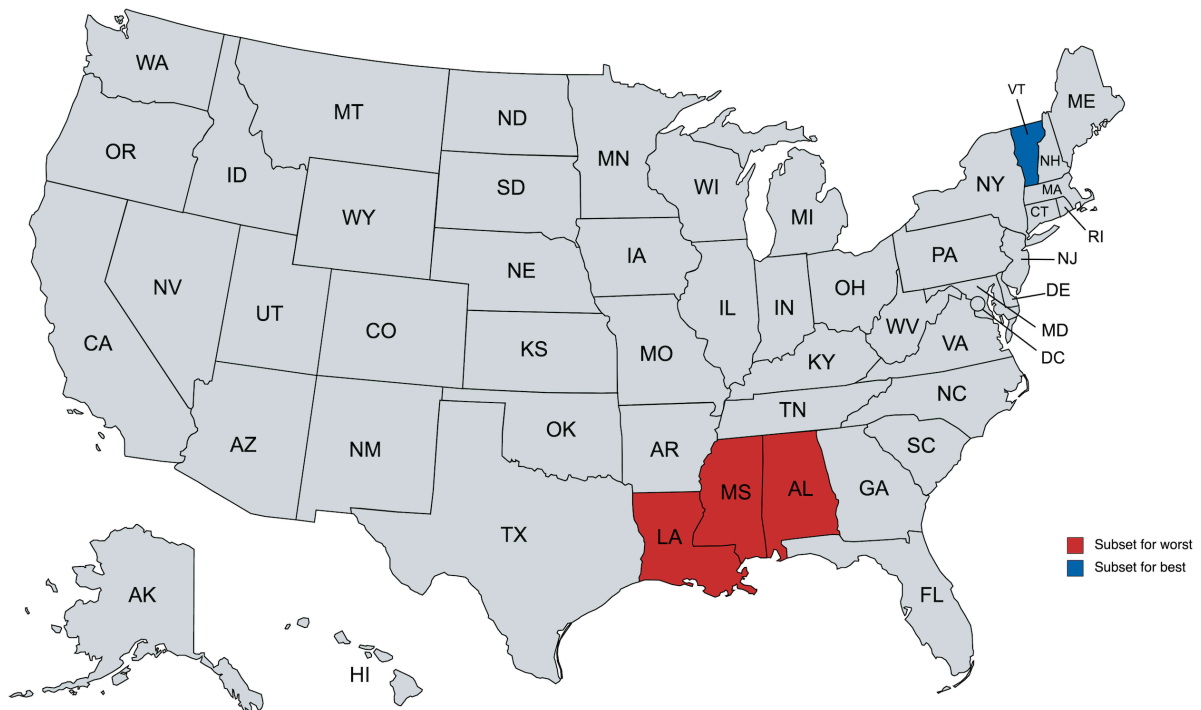 WA
MT
ND
MN
VT
ME
OR
ID
SD
WI
MI
NY
NH
WY
MA
CT
RI
NV
UT
NE
IA
IL
IN
OH
PA
NJ
CA
CO
KS
MO
KY
WV
VA
DE
MD
DC
AZ
NM
OK
AR
TN
NC
SC
TX
LA
MS
AL
GA
FL
AK
HI
Subset for worst
Subset for best